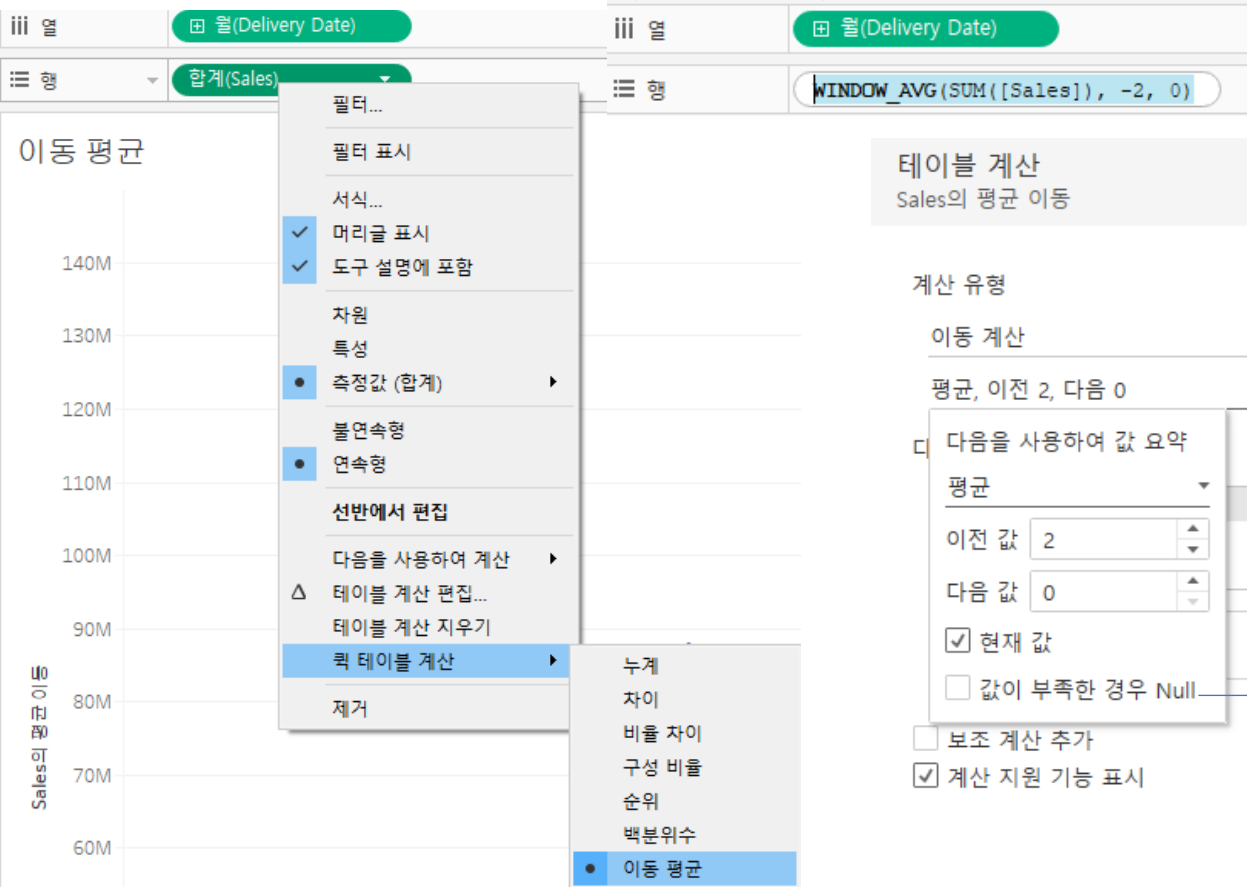 열
월(Delivery Date)
행
합계(Sales)
이동 평균
140M
130M
120M
110M
100M
90M
80M
70M
60M
Sales의 평균 이동
필터...
필터 표시
서식...
머리글 표시
도구 설명에 포함
차원
특성
측정값 (합계)
불연속형
연속형
선반에서 편집
다음을 사용하여 계산
테이블 계산 편집...
테이블 계산 지우기
퀵 테이블 계산
제거
누계
차이
비율 차이
구성 비율
순위
백분위수
이동 평균
열
월(Delivery Date)
행
WINDOW_AVG(SUM([Sales]), -2, 0)
테이블 계산
Sales의 평균 이동
계산 유형
이동 계산
평균, 이전 2, 다음 0
다음을 사용하여 값 요약
평균
이전 값 2
다음 값 0
현재 값
값이 부족한 경우 Null
보조 계산 추가
계산 지원 기능 표시